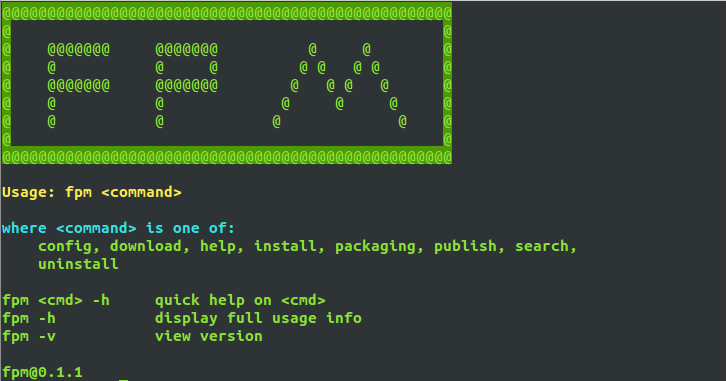 @@@@@@@@@@@@@@@@@@@@@@@@@@@@@@@@@@@@@@@@@@@@@@@@@@
@                                                @
@    @@@@@@@     @@@@@@@          @     @        @
@    @           @     @         @ @   @ @       @
@    @@@@@@@     @@@@@@@        @   @ @   @      @
@    @           @             @     @     @     @
@    @           @            @             @    @
@                                                @
@@@@@@@@@@@@@@@@@@@@@@@@@@@@@@@@@@@@@@@@@@@@@@@@@@
Usage: fpm <command>
where <command> is one of:
    config, download, help, install, packaging, publish, search,
    uninstall
fpm <cmd> -h     quick help on <cmd>
fpm -h           display full usage info
fpm -v           view version
fpm@0.1.1